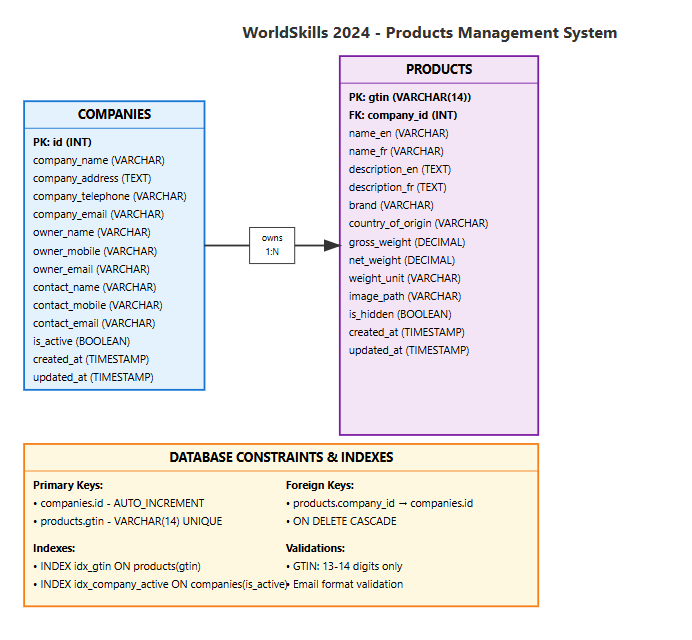 WorldSkills 2024 - Products Management System
COMPANIES
PK: id (INT)
company_name (VARCHAR)
company_address (TEXT)
company_telephone (VARCHAR)
company_email (VARCHAR)
owner_name (VARCHAR)
owner_mobile (VARCHAR)
owner_email (VARCHAR)
contact_name (VARCHAR)
contact_mobile (VARCHAR)
contact_email (VARCHAR)
is_active (BOOLEAN)
created_at (TIMESTAMP)
updated_at (TIMESTAMP)
owns
1:N
PRODUCTS
PK: gtin (VARCHAR(14))
FK: company_id (INT)
name_en (VARCHAR)
name_fr (VARCHAR)
description_en (TEXT)
description_fr (TEXT)
brand (VARCHAR)
country_of_origin (VARCHAR)
gross_weight (DECIMAL)
net_weight (DECIMAL)
weight_unit (VARCHAR)
image_path (VARCHAR)
is_hidden (BOOLEAN)
created_at (TIMESTAMP)
updated_at (TIMESTAMP)
DATABASE CONSTRAINTS & INDEXES
Primary Keys:
• companies.id - AUTO_INCREMENT
• products.gtin - VARCHAR(14) UNIQUE
Foreign Keys:
• products.company_id → companies.id
• ON DELETE CASCADE
Indexes:
• INDEX idx_gtin ON products(gtin)
• INDEX idx_company_active ON companies(is_active)
Validations:
• GTIN: 13-14 digits only
• Email format validation